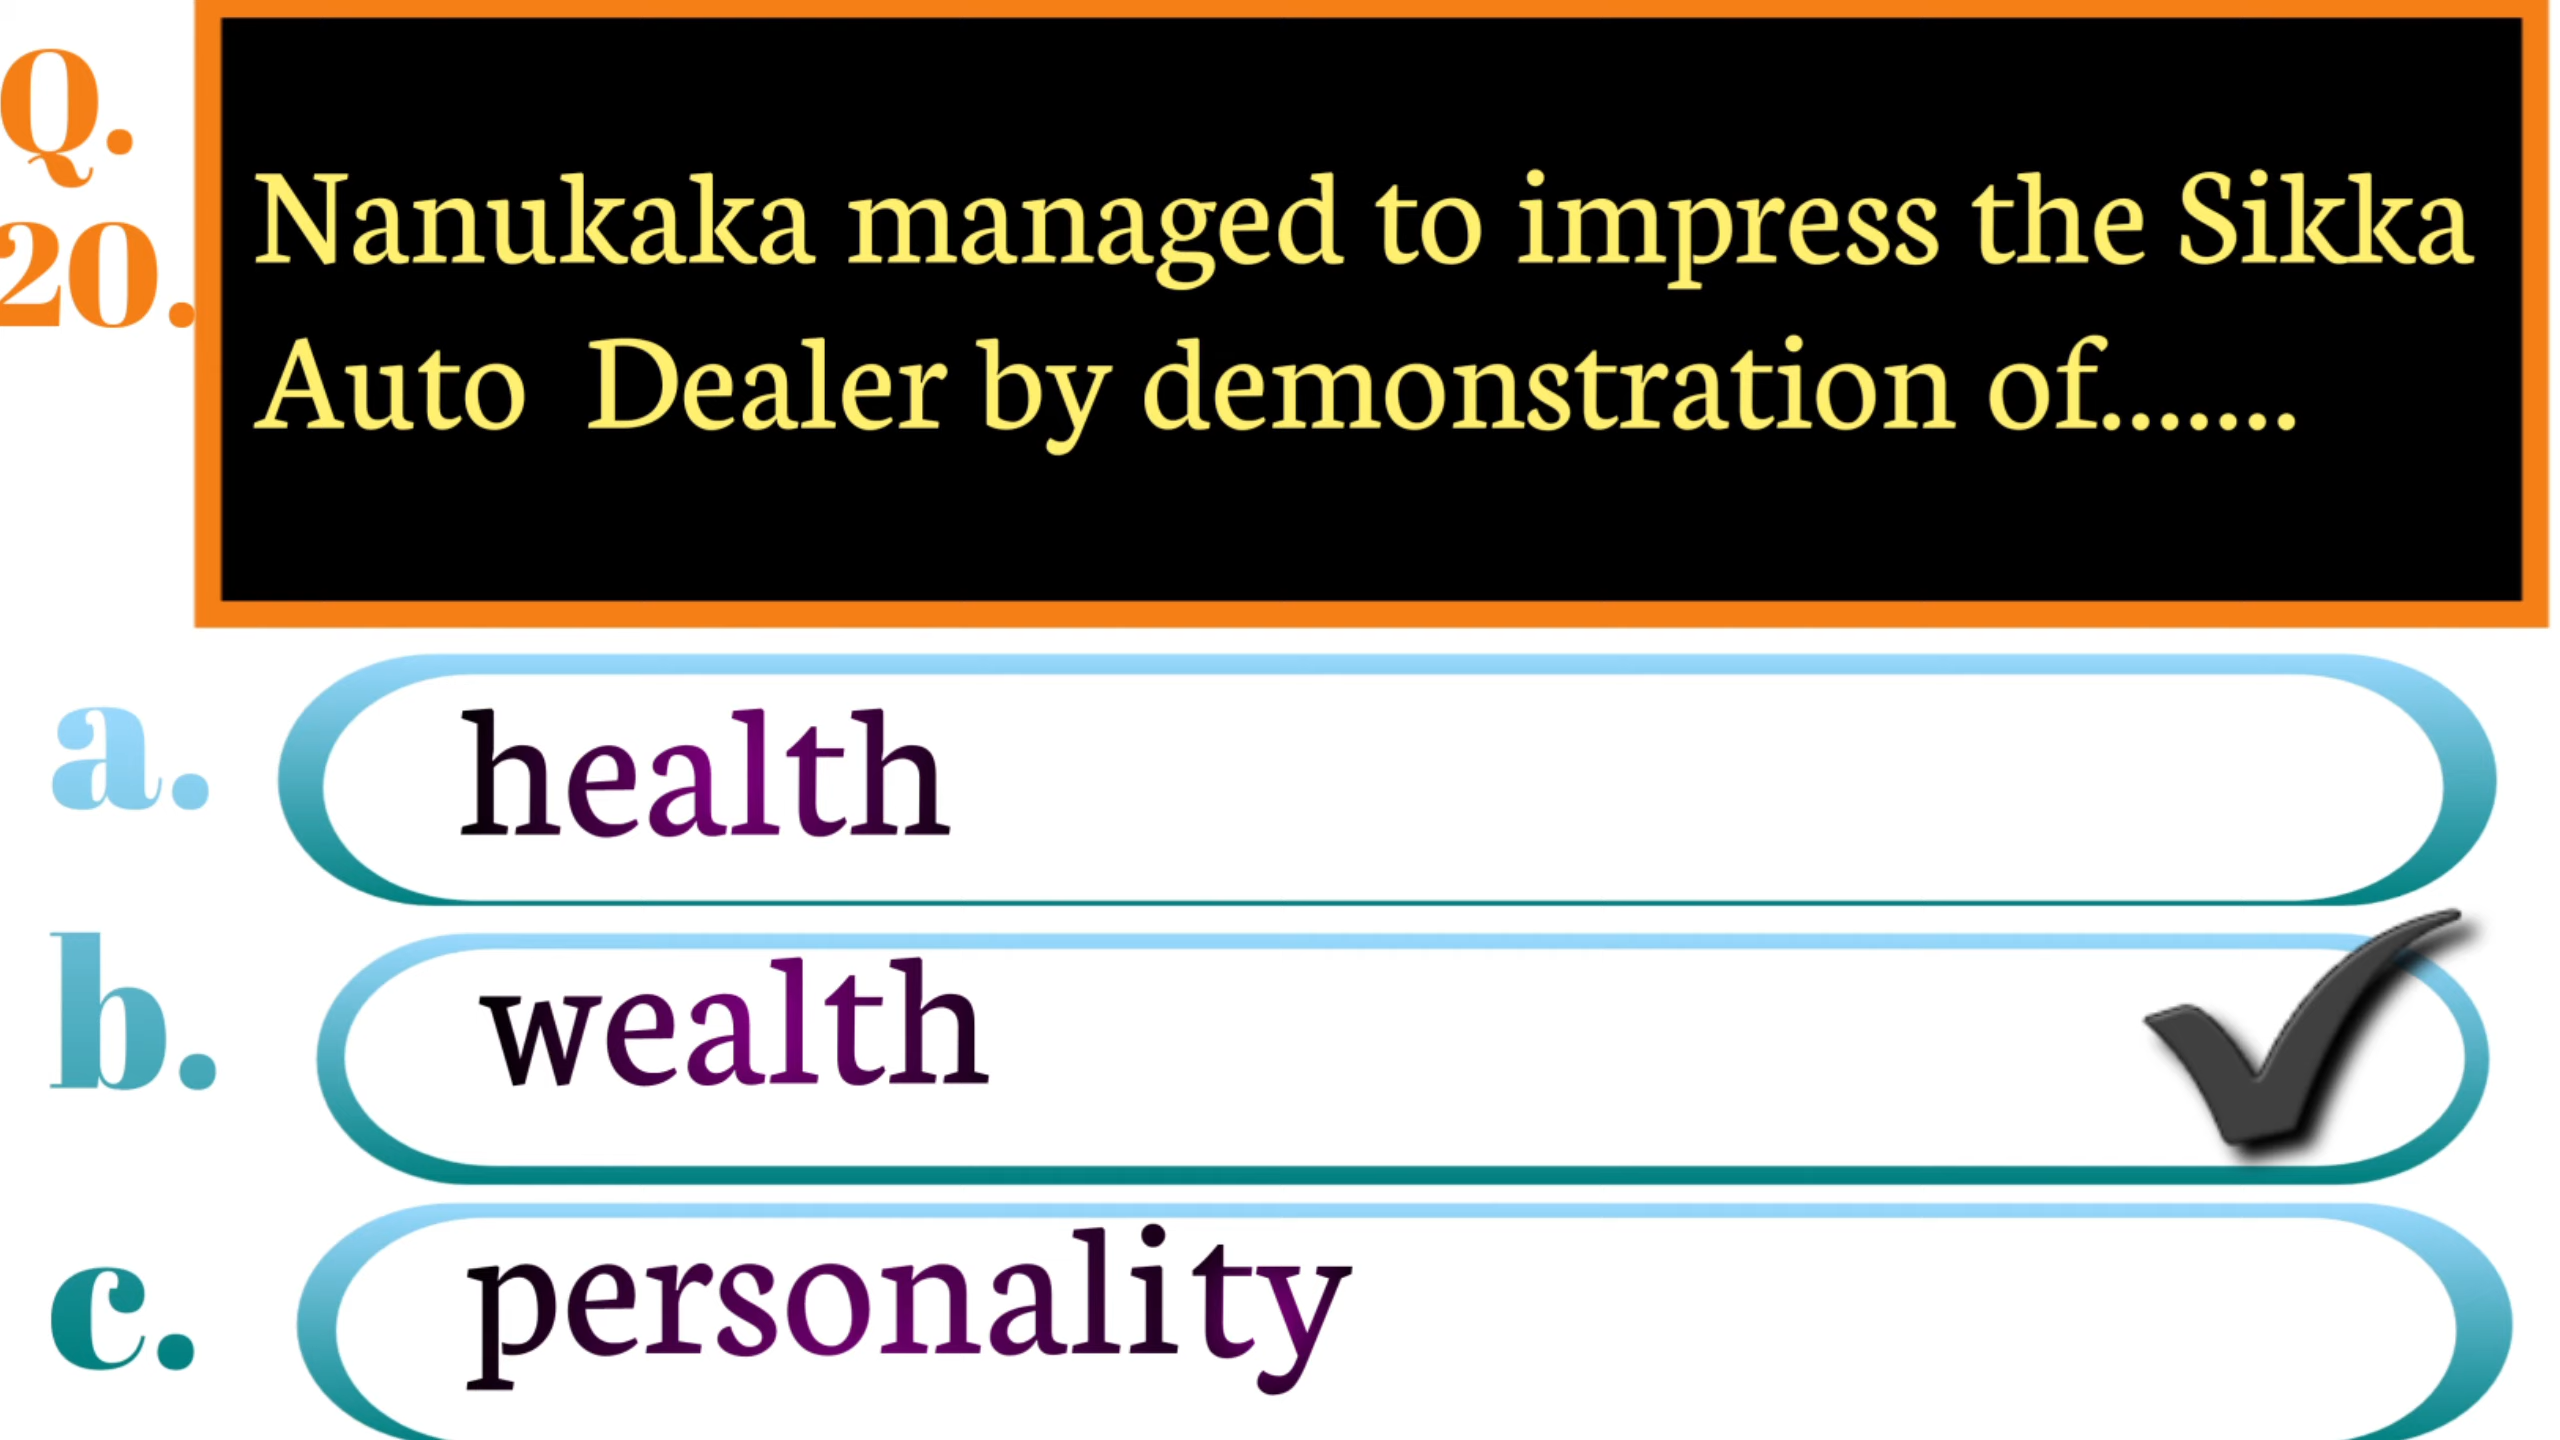 Q.
20.
Nanukaka managed to impress the Sikka
Auto Dealer by demonstration of.......
a. health
b. wealth
c. personality